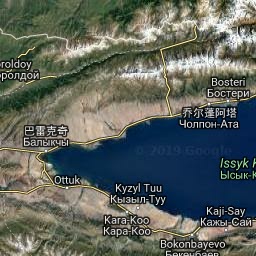 oroldoy
оролдой
Bosteri
Бостери
乔尔蓬阿塔
Чолпон-Ата
巴雷克奇
Балыкчы
© 2019 Google
Issyk K
Ысык-К
Ottuk
Kyzyl Tuu
Кызыл-Туу
Kara-Koo
Кара-Коо
Kaji-Say
Кажы-Сай
Bokonbayevo
Бөкөнбаев